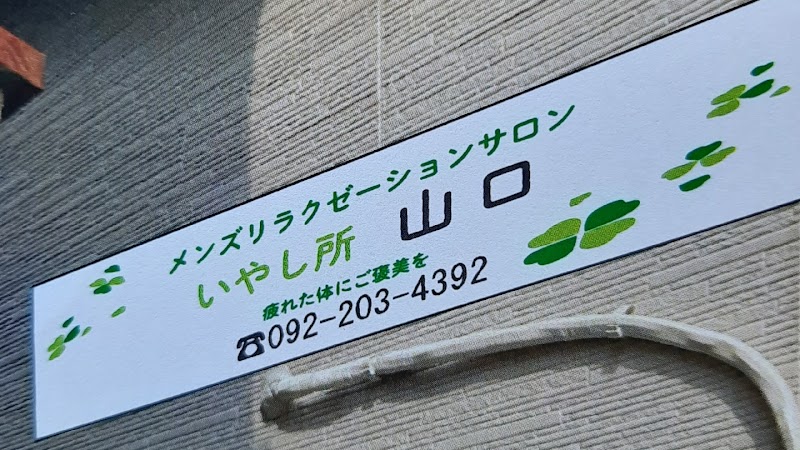 メンズリラクゼーションサロン
いやし所 山口
疲れた体にご褒美を
☎092-203-4392